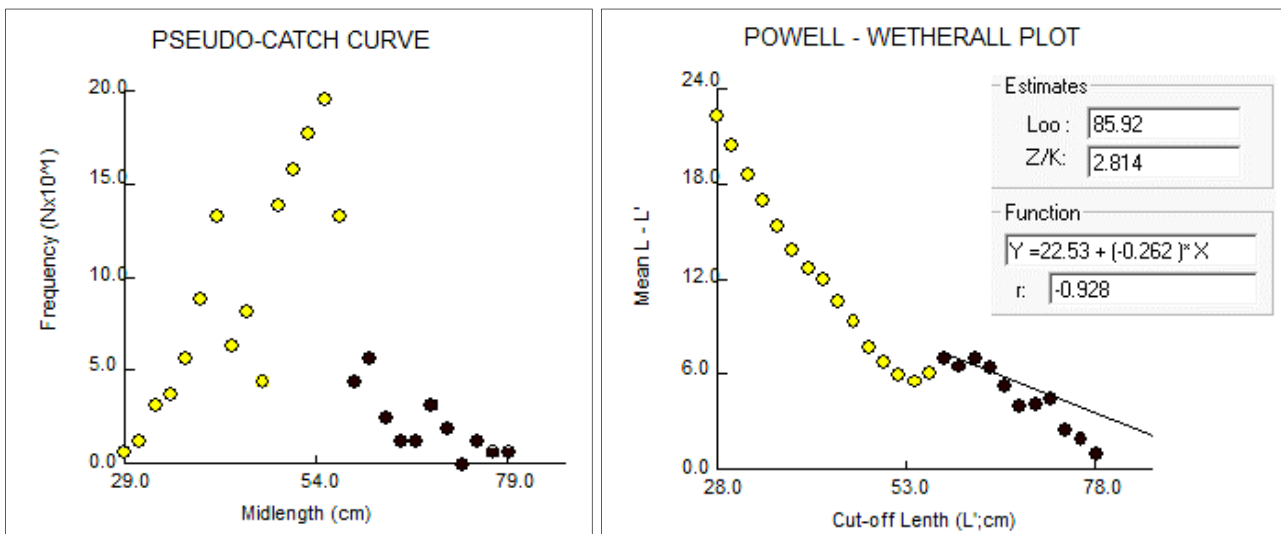 PSEUDO-CATCH CURVE
Frequency (Nx10^1)
20.0
15.0
10.0
5.0
0.0
29.0 54.0 79.0
Midlength (cm)
POWELL - WETHERALL PLOT
Mean L - L'
24.0
18.0
12.0
6.0
0.0
28.0 53.0 78.0
Cut-off Lenth (L';cm)
Estimates
Loo : 85.92
Z/K: 2.814
Function
Y =22.53 + (-0.262 )* X
r: -0.928